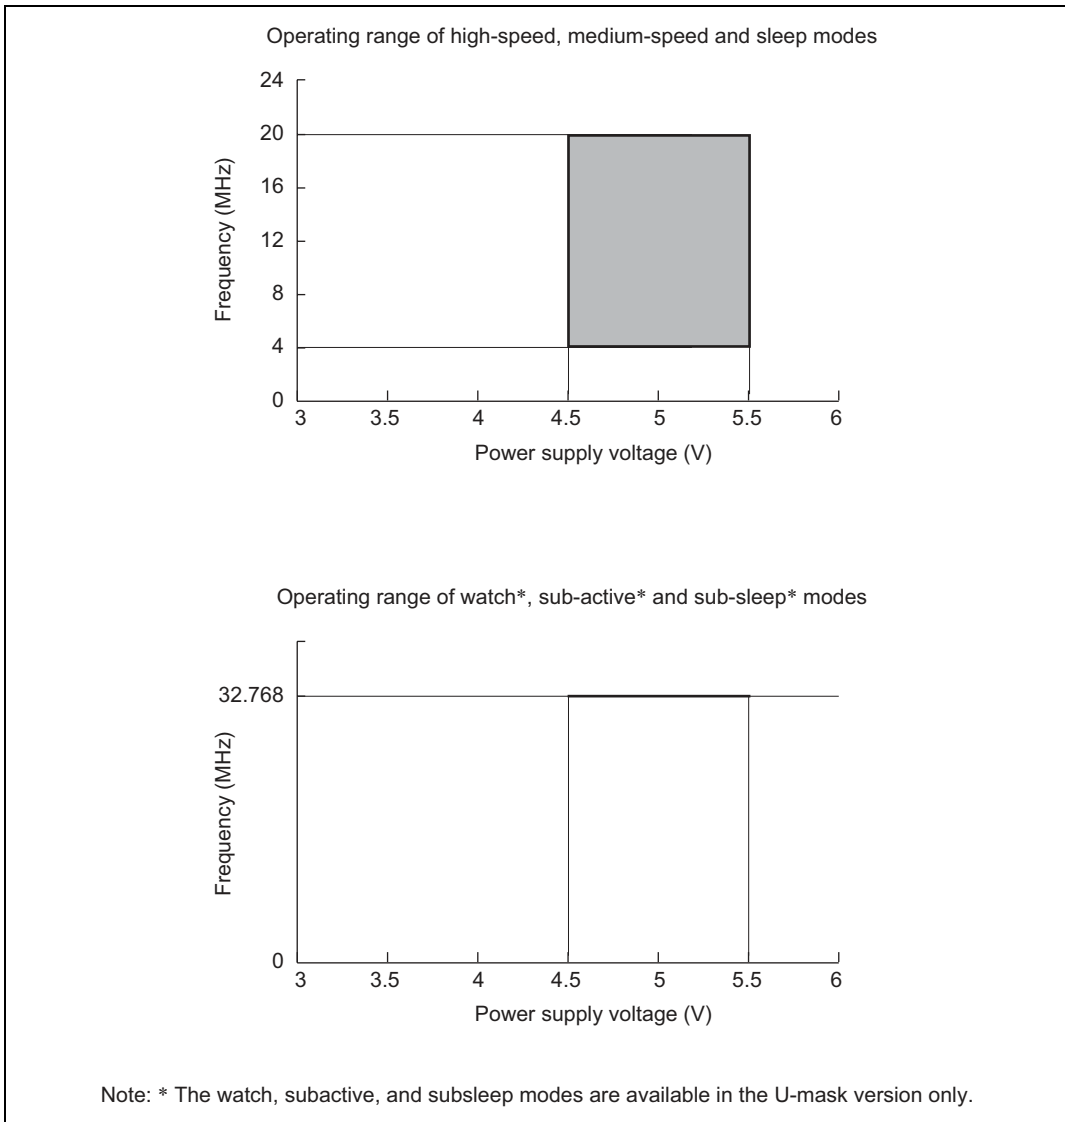 Operating range of high-speed, medium-speed and sleep modes
24
20
16
12
8
4
0
Frequency (MHz)
3 3.5 4 4.5 5 5.5 6
Power supply voltage (V)
Operating range of watch*, sub-active* and sub-sleep* modes
32.768
0
Frequency (MHz)
3 3.5 4 4.5 5 5.5 6
Power supply voltage (V)
Note: * The watch, subactive, and subsleep modes are available in the U-mask version only.